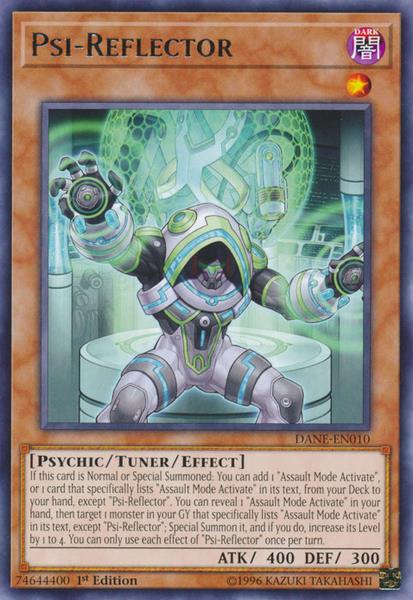 PSI-REFLECTOR
DARK
闇
DANE-EN010
[PSYCHIC/TUNER/EFFECT]
If this card is Normal or Special Summoned: You can add 1 "Assault Mode Activate",
or 1 card that specifically lists "Assault Mode Activate" in its text, from your Deck to
your hand, except "Psi-Reflector". You can reveal 1 "Assault Mode Activate" in your
hand, then target 1 monster in your GY that specifically lists "Assault Mode Activate"
in its text, except "Psi-Reflector"; Special Summon it, and if you do, increase its Level
by 1 to 4. You can only use each effect of "Psi-Reflector" once per turn.
ATK/ 400 DEF/ 300
74644400 1st Edition ©1996 KAZUKI TAKAHASHI